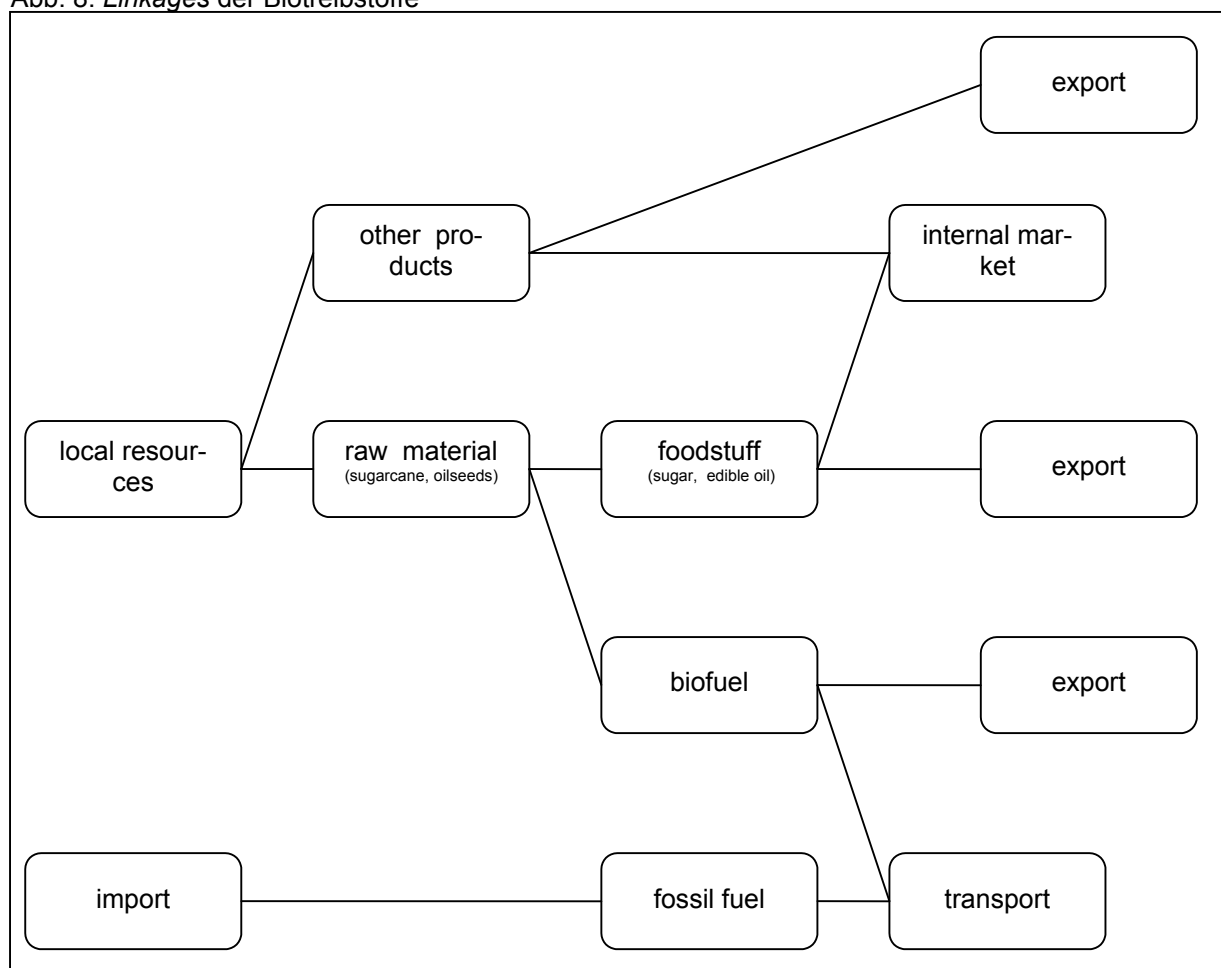 Abb. 8: Linkages der Biotreibstoffe
export
other pro-
ducts
internal mar-
ket
local resour-
ces
raw material
(sugarcane, oilseeds)
foodstuff
(sugar, edible oil)
export
biofuel
export
import
fossil fuel
transport